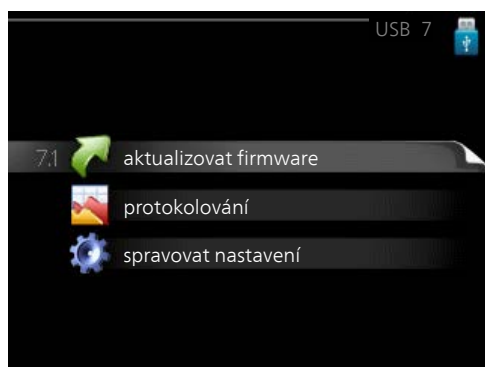 USB 7
7.1 aktualizovat firmware
protokolování
spravovat nastavení